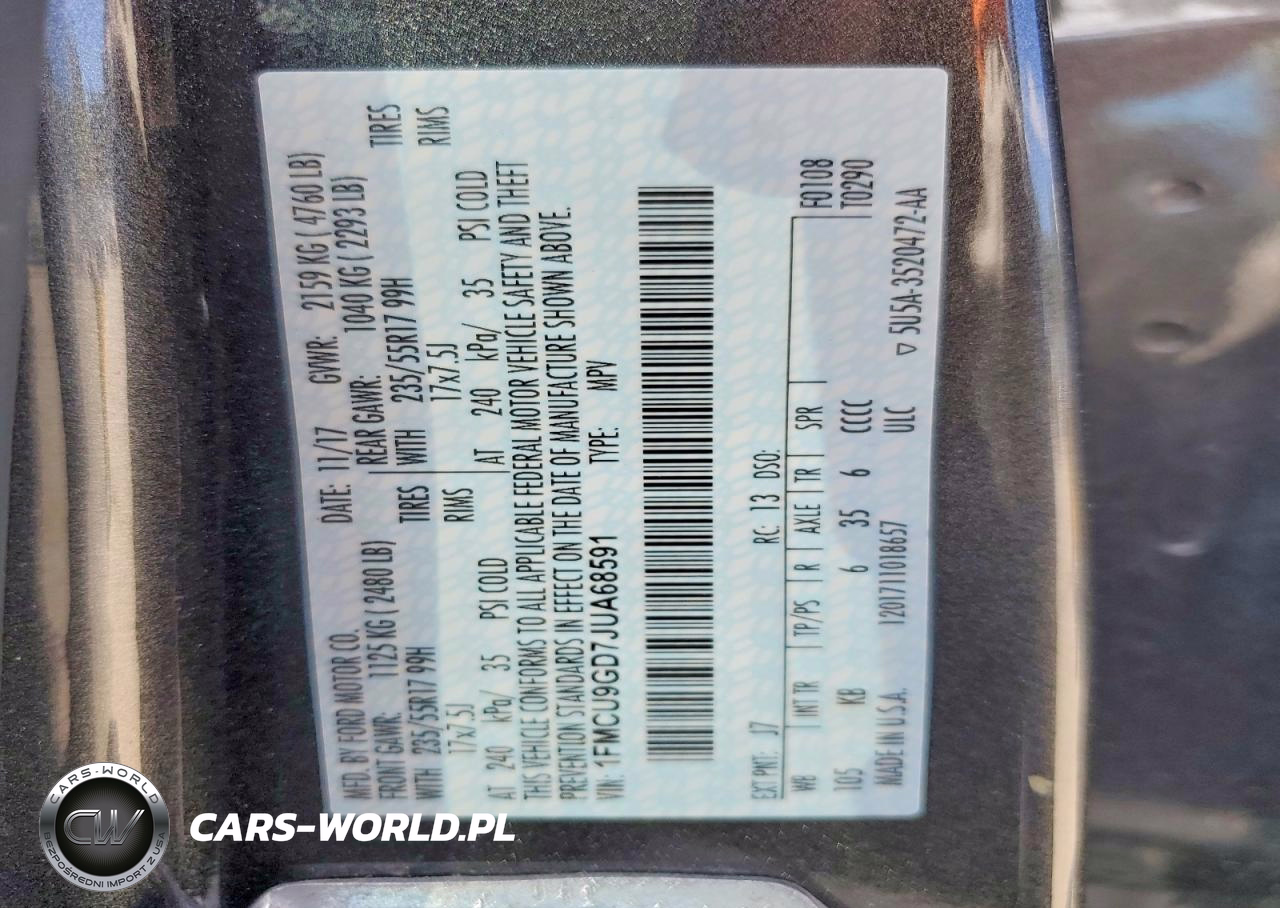 MFD. BY FORD MOTOR CO.
DATE: 11/17
GVWR: 2159 KG ( 4760 LB)
FRONT GAWR: 1125 KG ( 2480 LB)
REAR GAWR: 1040 KG ( 2293 LB)
WITH 235/55R17 99H TIRES
WITH 235/55R17 99H TIRES
17x7.5J RIMS
17x7.5J RIMS
AT 240 kPa/ 35 PSI COLD
AT 240 kPa/ 35 PSI COLD
THIS VEHICLE CONFORMS TO ALL APPLICABLE FEDERAL MOTOR VEHICLE SAFETY AND THEFT
PREVENTION STANDARDS IN EFFECT ON THE DATE OF MANUFACTURE SHOWN ABOVE.
VIN: 1FMCU9GD7JUA68591 TYPE: MPV
EXT PNT: J7 RC: 13 DSO:
F0108
WB INT TR TP/PS R AXLE TR SPR T0290
105 KB 6 35 6 CCCC
MADE IN U.S.A. 120171101 8657 ULC ▽ 5U5A-3520472-AA
CARS-WORLD
CW
BEZPOŚREDNI IMPORT Z USA
CARS-WORLD.PL